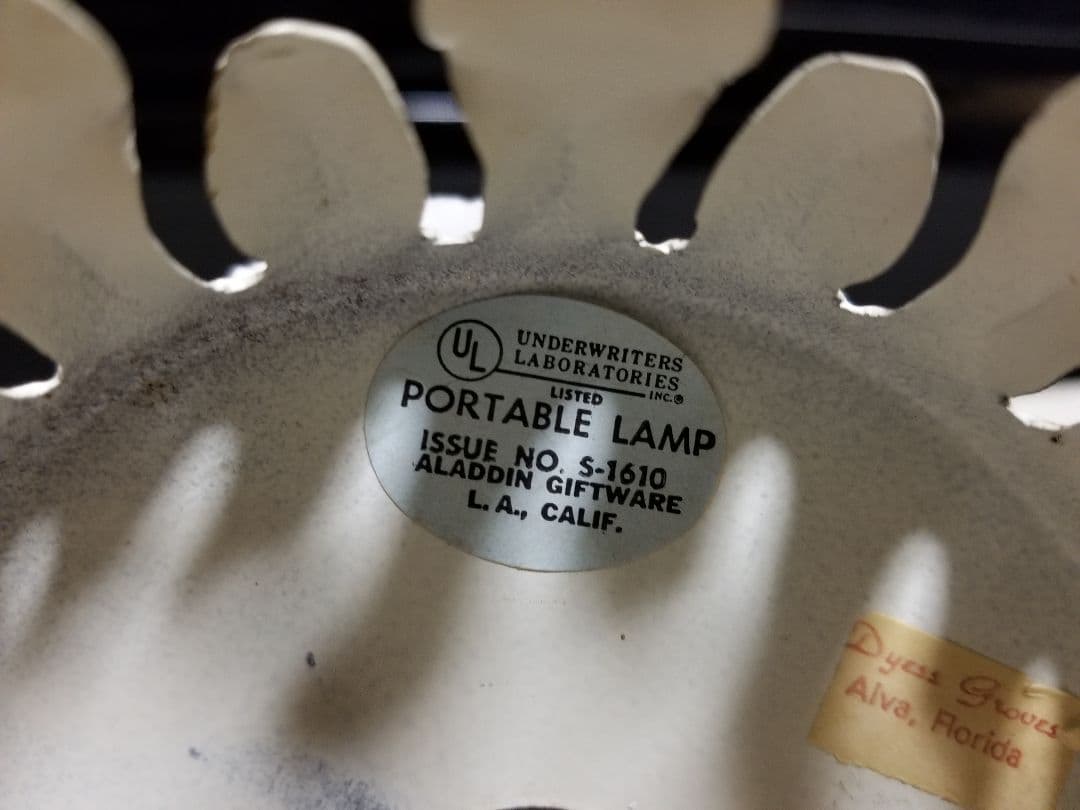 UL
UNDERWRITERS
LABORATORIES
INC.®
LISTED
PORTABLE LAMP
ISSUE NO. S-1610
ALADDIN GIFTWARE
L.A., CALIF.
Dyess Groves
Alva, Florida